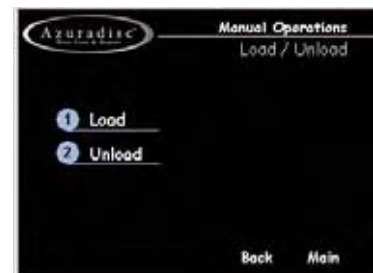 Azuradisc
Manual Operations
Load / Unload
1 Load
2 Unload
Back Main